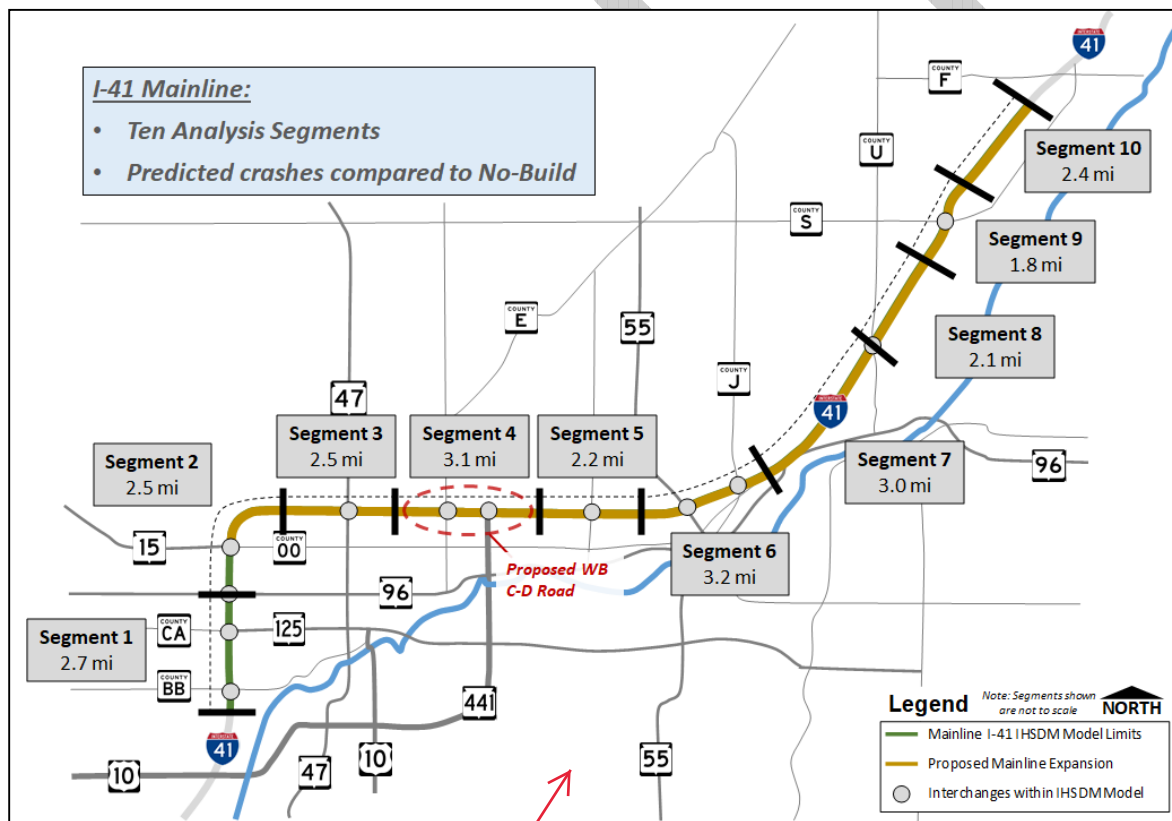 I-41 Mainline:
• Ten Analysis Segments
• Predicted crashes compared to No-Build
INTERSTATE
41
COUNTY
F
COUNTY
U
Segment 10
2.4 mi
COUNTY
S
Segment 9
1.8 mi
COUNTY
E
55
Segment 8
2.1 mi
COUNTY
J
47
INTERSTATE
41
Segment 3
2.5 mi
Segment 4
3.1 mi
Segment 5
2.2 mi
Segment 2
2.5 mi
Segment 7
3.0 mi
96
15
COUNTY
OO
Proposed WB
C-D Road
Segment 6
3.2 mi
96
Segment 1
2.7 mi
COUNTY
CA
125
COUNTY
BB
441
INTERSTATE
41
10
47
10
55
Legend
Note: Segments shown
are not to scale
NORTH
Mainline I-41 IHSDM Model Limits
Proposed Mainline Expansion
Interchanges within IHSDM Model